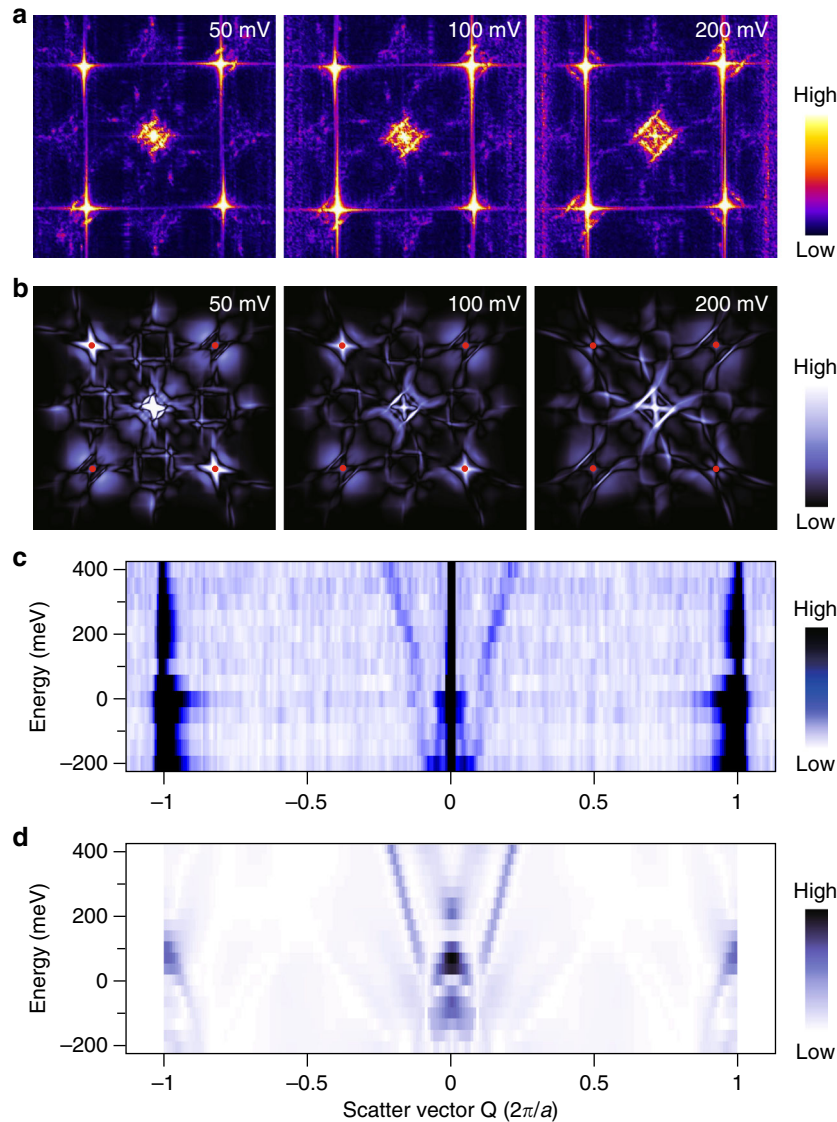 a
50 mV 100 mV 200 mV
High
Low
b
50 mV 100 mV 200 mV
High
Low
c
400
200
0
−200
Energy (meV)
−1 −0.5 0 0.5 1
High
Low
d
400
200
0
−200
Energy (meV)
−1 −0.5 0 0.5 1
Scatter vector Q (2π/a)
High
Low